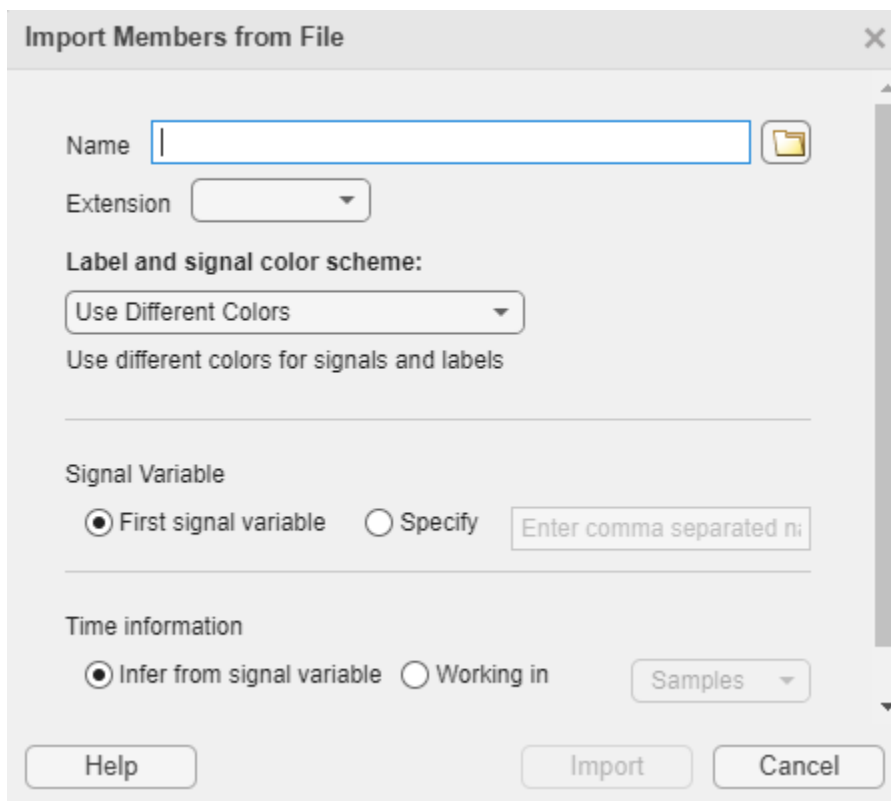 Import Members from File
Name
Extension
Label and signal color scheme:
Use Different Colors
Use different colors for signals and labels
Signal Variable
First signal variable Specify Enter comma separated
Time information
Infer from signal variable Working in Samples
Help Import Cancel